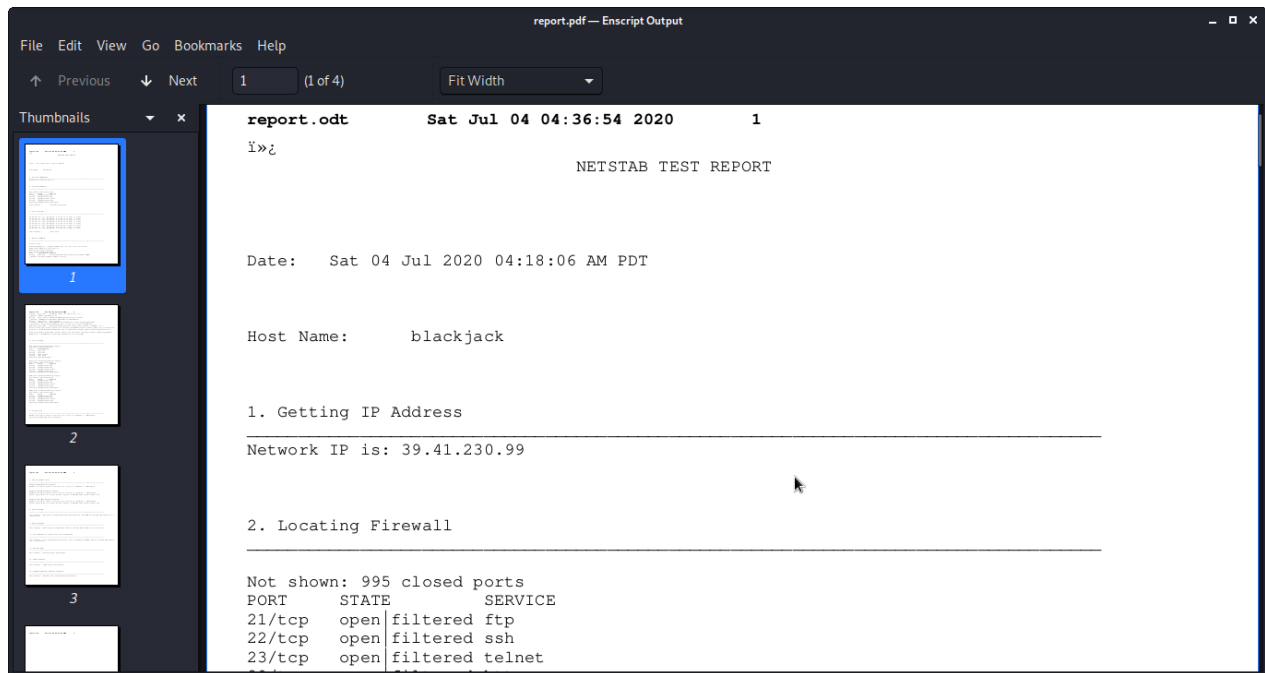 report.pdf — Enscript Output
File Edit View Go Bookmarks Help
Previous Next 1 (1 of 4) Fit Width
Thumbnails
report.odt Sat Jul 04 04:36:54 2020 1
ï»¿
NETSTAB TEST REPORT
Date: Sat 04 Jul 2020 04:18:06 AM PDT
Host Name: blackjack
1. Getting IP Address
Network IP is: 39.41.230.99
2. Locating Firewall
Not shown: 995 closed ports
PORT STATE SERVICE
21/tcp open|filtered ftp
22/tcp open|filtered ssh
23/tcp open|filtered telnet
1
2
3